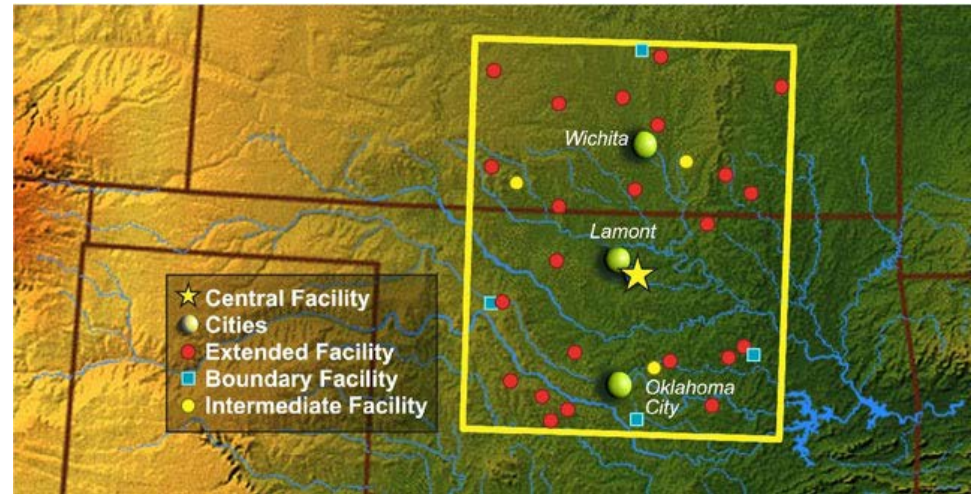 Wichita
Lamont
Central Facility
Cities
Extended Facility
Boundary Facility
Intermediate Facility
Oklahoma
City